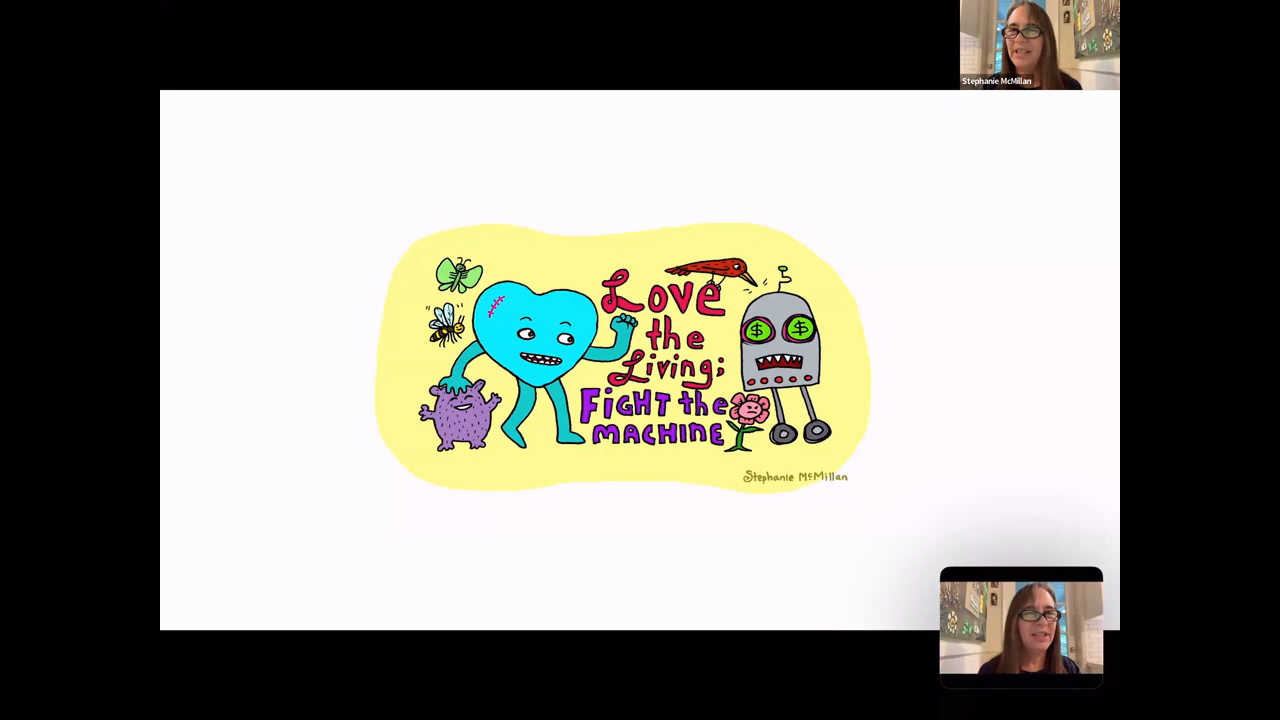 Stephanie McMillan
Love
the
Living;
FiGHT the
MACHINE
$ $
Stephanie McMillan